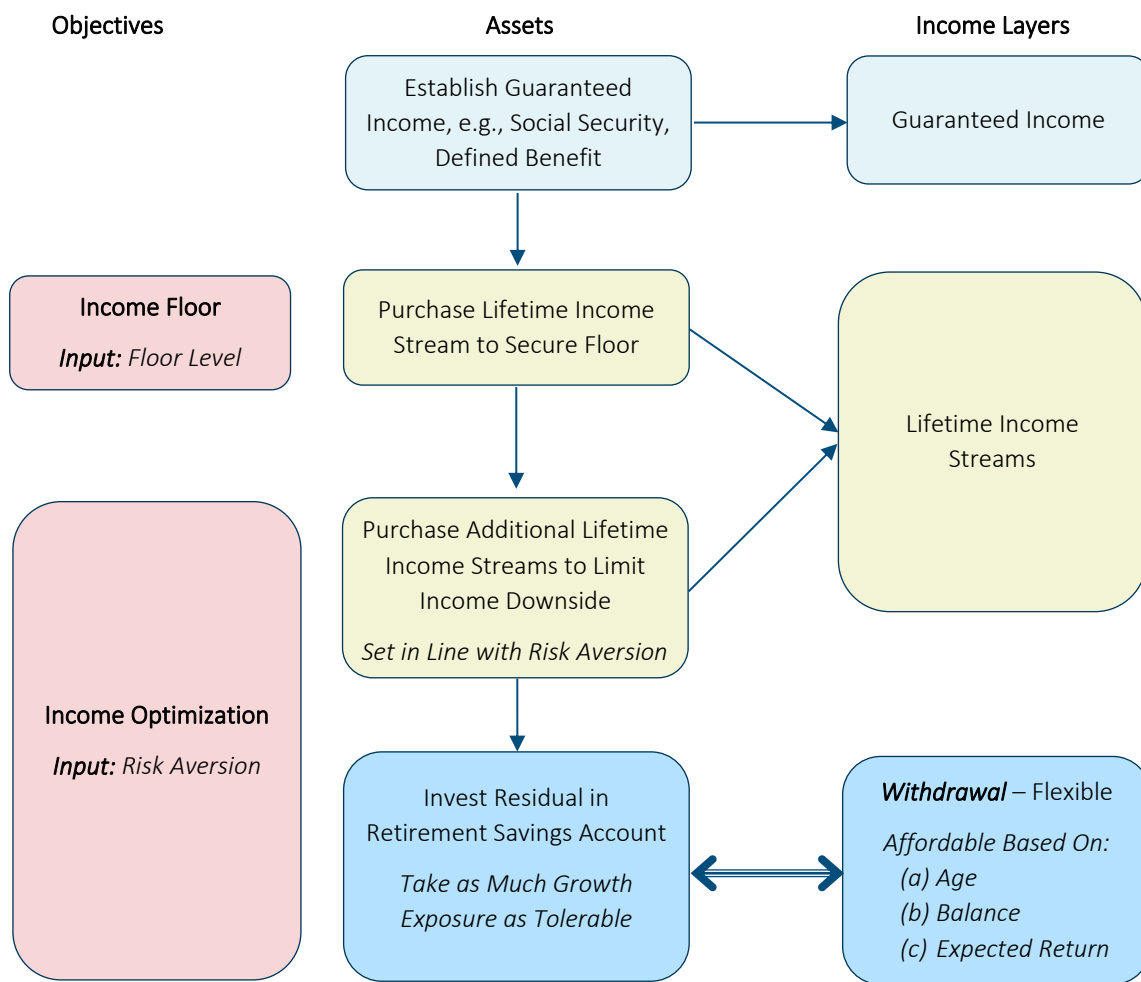 Objectives
Assets
Income Layers
Establish Guaranteed
Income, e.g., Social Security,
Defined Benefit
Guaranteed Income
Income Floor
Input: Floor Level
Purchase Lifetime Income
Stream to Secure Floor
Lifetime Income
Streams
Purchase Additional Lifetime
Income Streams to Limit
Income Downside
Set in Line with Risk Aversion
Income Optimization
Input: Risk Aversion
Invest Residual in
Retirement Savings Account
Take as Much Growth
Exposure as Tolerable
Withdrawal – Flexible
Affordable Based On:
(a) Age
(b) Balance
(c) Expected Return